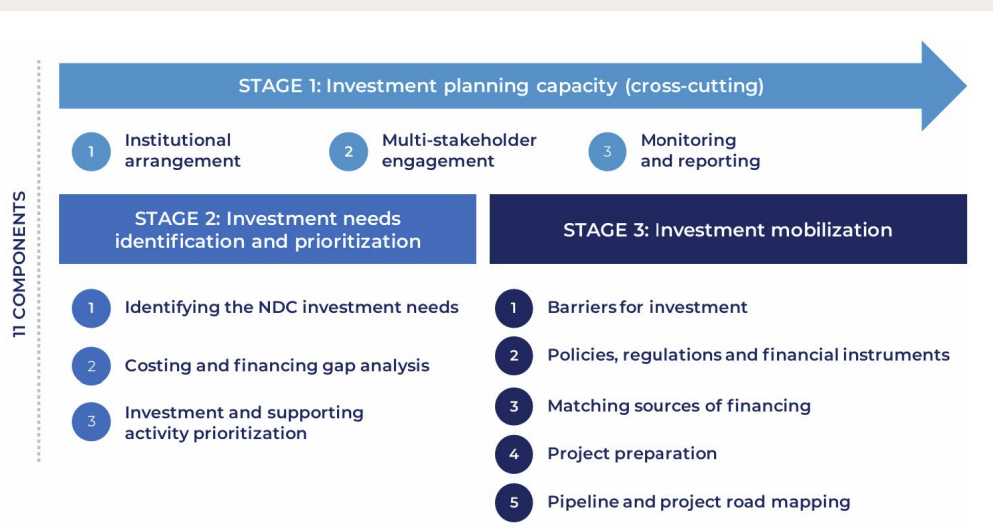 STAGE 1: Investment planning capacity (cross-cutting)
1 Institutional
arrangement
2 Multi-stakeholder
engagement
3 Monitoring
and reporting
11 COMPONENTS
STAGE 2: Investment needs
identification and prioritization
1 Identifying the NDC investment needs
2 Costing and financing gap analysis
3 Investment and supporting
activity prioritization
STAGE 3: Investment mobilization
1 Barriers for investment
2 Policies, regulations and financial instruments
3 Matching sources of financing
4 Project preparation
5 Pipeline and project road mapping